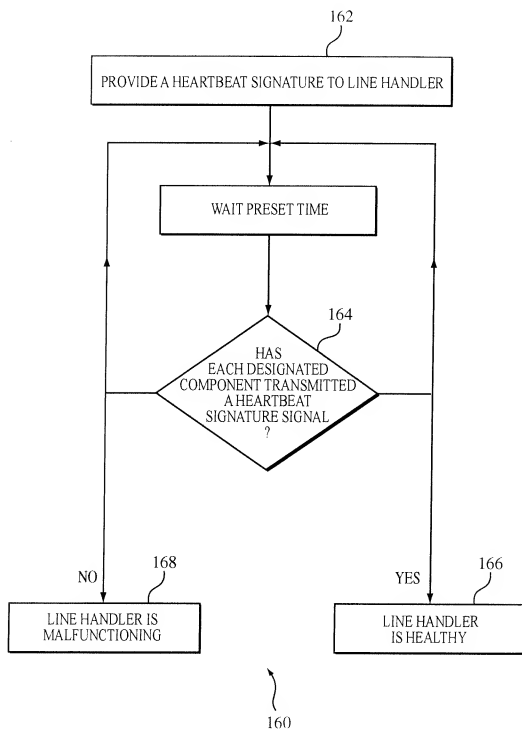 162
PROVIDE A HEARTBEAT SIGNATURE TO LINE HANDLER
WAIT PRESET TIME
164
HAS
EACH DESIGNATED
COMPONENT TRANSMITTED
A HEARTBEAT
SIGNATURE SIGNAL
?
NO
168
YES
166
LINE HANDLER IS
MALFUNCTIONING
LINE HANDLER
IS HEALTHY
160